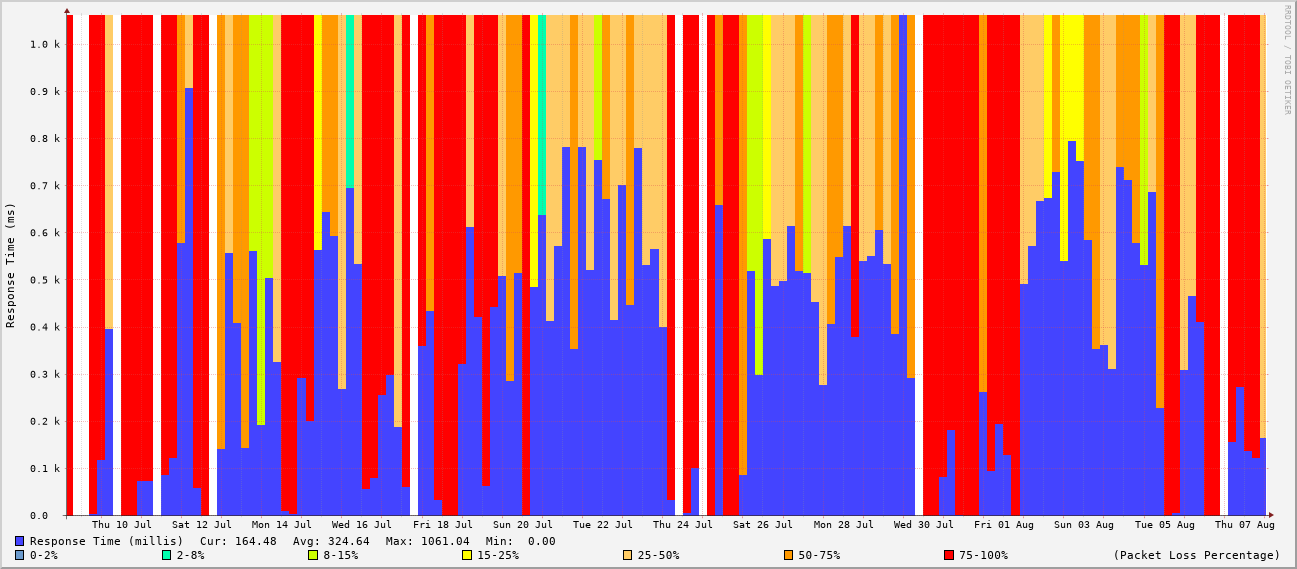 RRDTOOL / TOBI OETIKER
Response Time (ms)
1.0 k
0.9 k
0.8 k
0.7 k
0.6 k
0.5 k
0.4 k
0.3 k
0.2 k
0.1 k
0.0
Thu 10 Jul Sat 12 Jul Mon 14 Jul Wed 16 Jul Fri 18 Jul Sun 20 Jul Tue 22 Jul Thu 24 Jul Sat 26 Jul Mon 28 Jul Wed 30 Jul Fri 01 Aug Sun 03 Aug Tue 05 Aug Thu 07 Aug
Response Time (millis) Cur: 164.48 Avg: 324.64 Max: 1061.04 Min: 0.00
0-2% 2-8% 8-15% 15-25% 25-50% 50-75% 75-100% (Packet Loss Percentage)